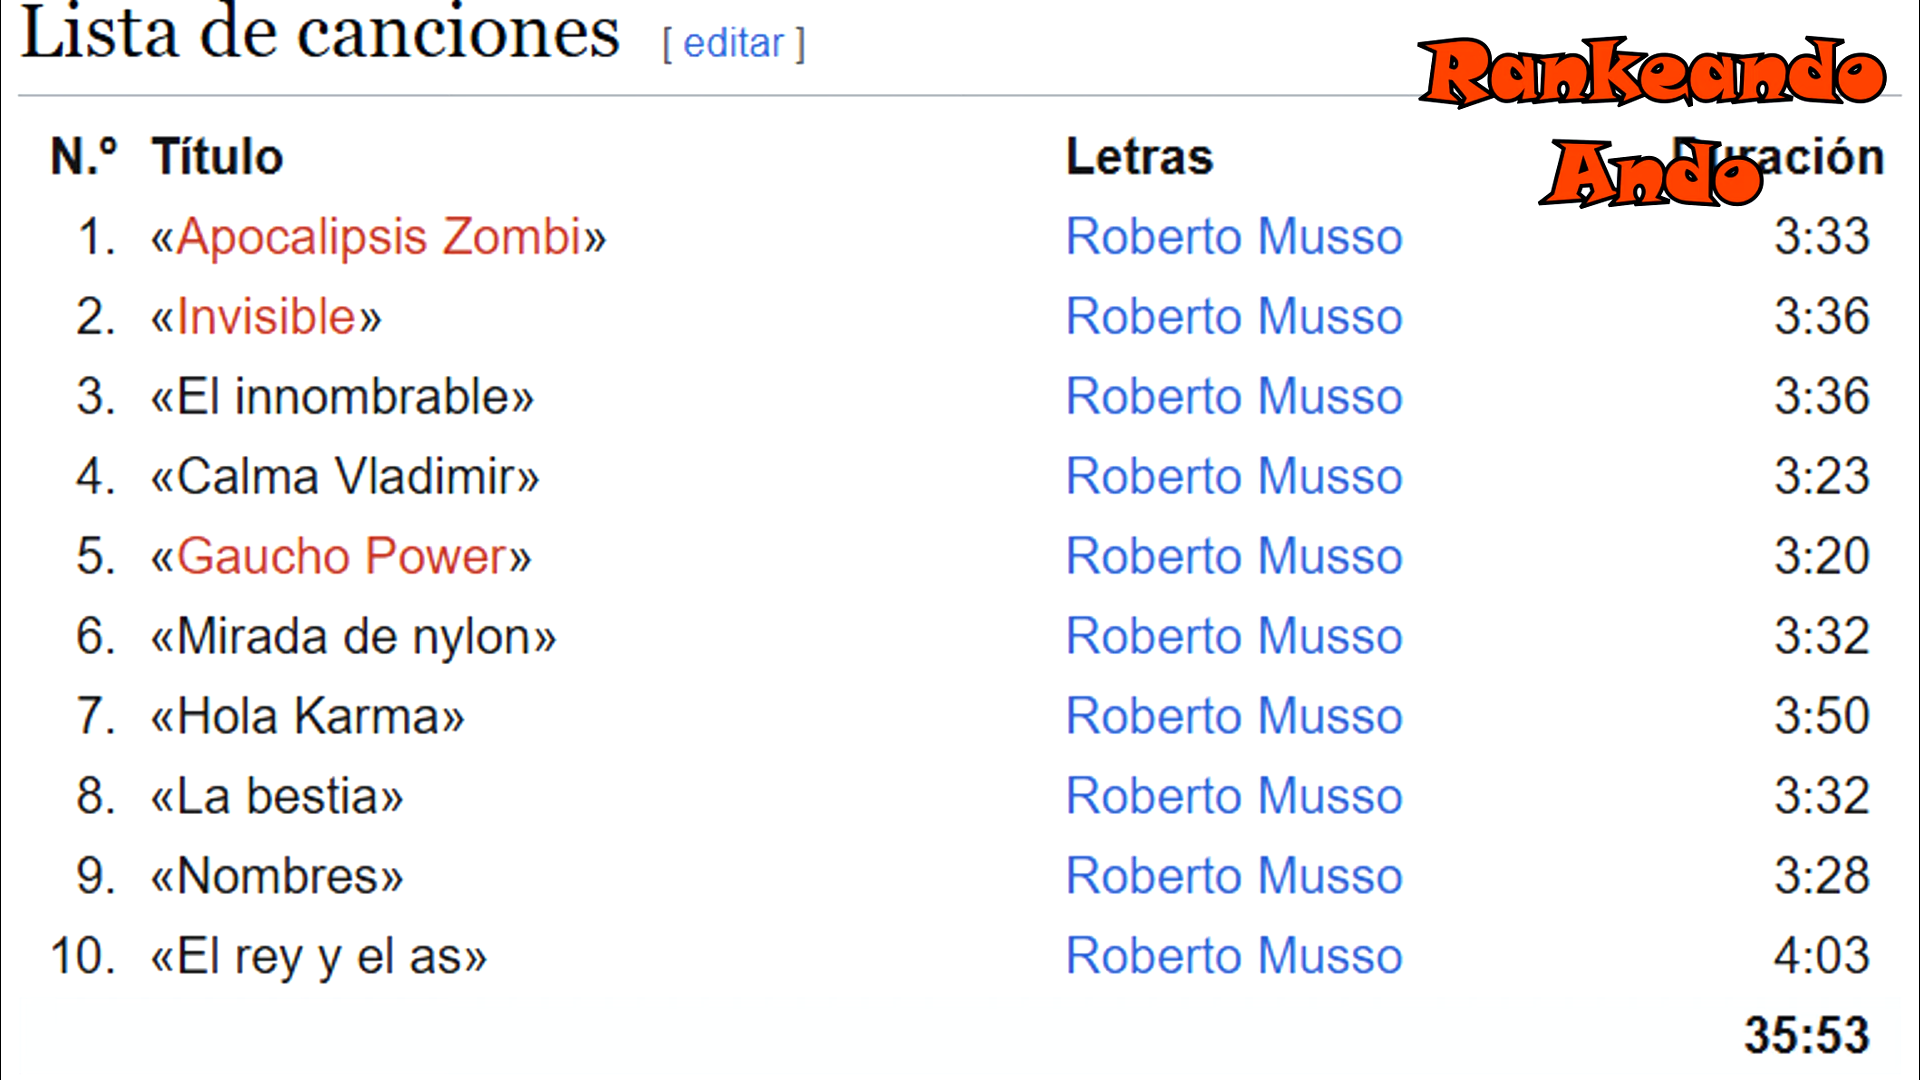 Lista de canciones [ editar ]
Rankeando
Ando
N.º Título Letras Duración
1. «Apocalipsis Zombi» Roberto Musso 3:33
2. «Invisible» Roberto Musso 3:36
3. «El innombrable» Roberto Musso 3:36
4. «Calma Vladimir» Roberto Musso 3:23
5. «Gaucho Power» Roberto Musso 3:20
6. «Mirada de nylon» Roberto Musso 3:32
7. «Hola Karma» Roberto Musso 3:50
8. «La bestia» Roberto Musso 3:32
9. «Nombres» Roberto Musso 3:28
10. «El rey y el as» Roberto Musso 4:03
35:53